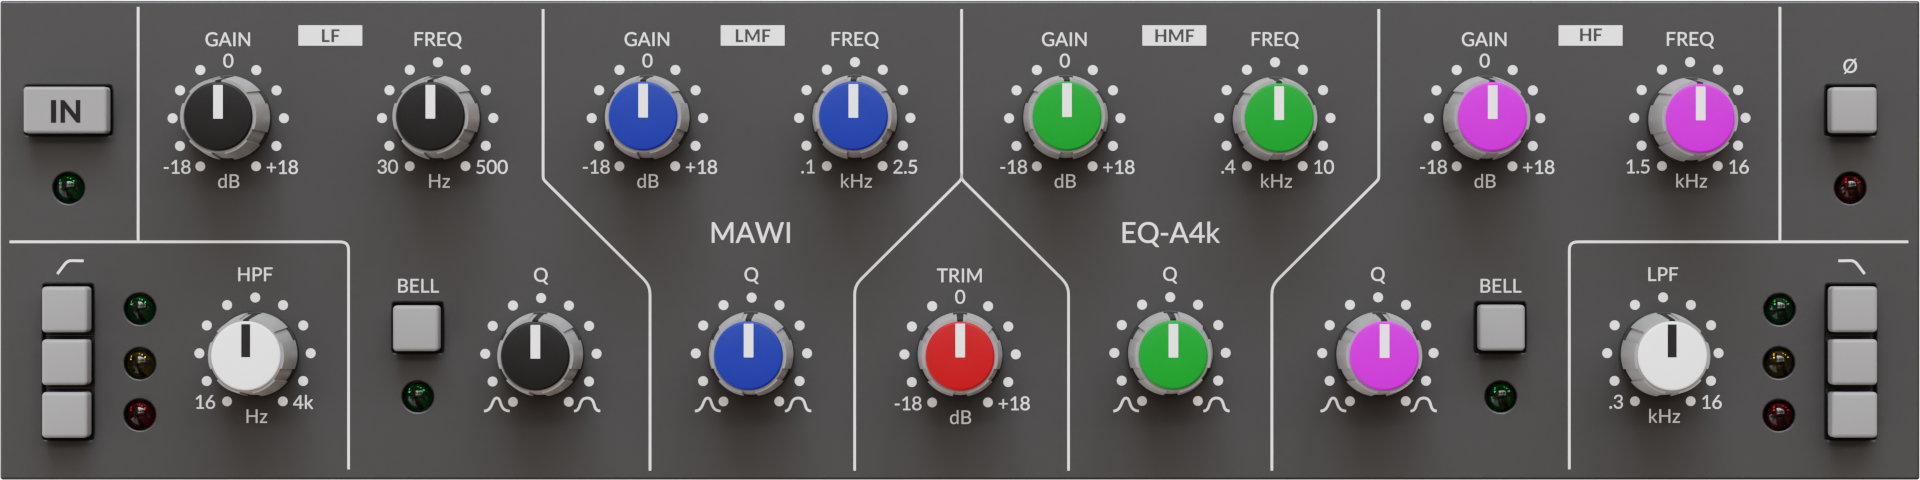 LF
GAIN
0
-18
+18
dB
FREQ
30
500
Hz
LMF
GAIN
0
-18
+18
dB
FREQ
.1
2.5
kHz
HMF
GAIN
0
-18
+18
dB
FREQ
.4
10
kHz
HF
GAIN
0
-18
+18
dB
FREQ
1.5
16
kHz
Ø
IN
MAWI
EQ-A4k
HPF
16
4k
Hz
BELL
Q
Q
TRIM
0
-18
+18
dB
Q
Q
BELL
LPF
.3
16
kHz